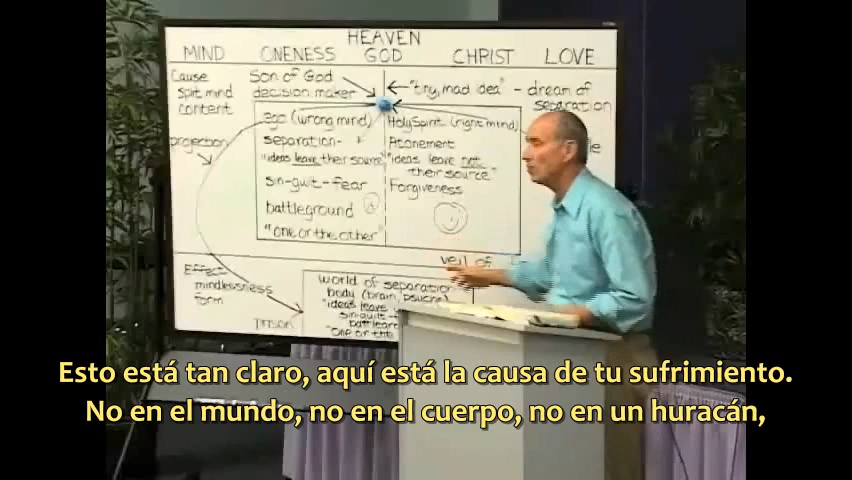 HEAVEN
MIND ONENESS GOD CHRIST LOVE
Cause
split mind
content
Son of God
decision maker
"tiny, mad idea" - dream of
separation
ego (wrong mind)
separation-
"ideas leave their source"
sin-guilt-fear
battleground
"one or the other"
Holy Spirit (right mind)
Atonement
"ideas leave not
their source"
Forgiveness
projection
veil of
Effect
mindlessness
form
prison
world of separation
body (brain, psyche)
"ideas leave
sin-guilt-f
battlegro
"one or the
Esto está tan claro, aquí está la causa de tu sufrimiento.
No en el mundo, no en el cuerpo, no en un huracán,